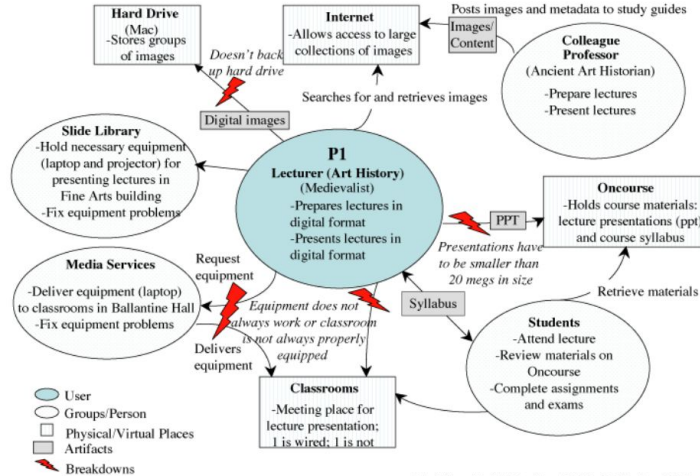 Hard Drive
(Mac)
-Stores groups
of images
Internet
-Allows access to large
collections of images
Posts images and metadata to study guides
Images/
Content
Colleague
Professor
(Ancient Art Historian)
-Prepare lectures
-Present lectures
Doesn't back
up hard drive
Digital images
Searches for and retrieves images
Slide Library
-Hold necessary equipment
(laptop and projector) for
presenting lectures in
Fine Arts building
-Fix equipment problems
P1
Lecturer (Art History)
(Medievalist)
-Prepares lectures in
digital format
-Presents lectures in
digital format
PPT
Presentations have
to be smaller than
20 megs in size
Oncourse
-Holds course materials:
lecture presentations (ppt)
and course syllabus
Media Services
-Deliver equipment (laptop)
to classrooms in Ballantine Hall
-Fix equipment problems
Request
equipment
Delivers
equipment
Equipment does not
always work or classroom
is not always properly
equipped
Syllabus
Retrieve materials
Students
-Attend lecture
-Review materials on
Oncourse
-Complete assignments
and exams
Classrooms
-Meeting place for
lecture presentation;
1 is wired; 1 is not
User
Groups/Person
Physical/Virtual Places
Artifacts
Breakdowns